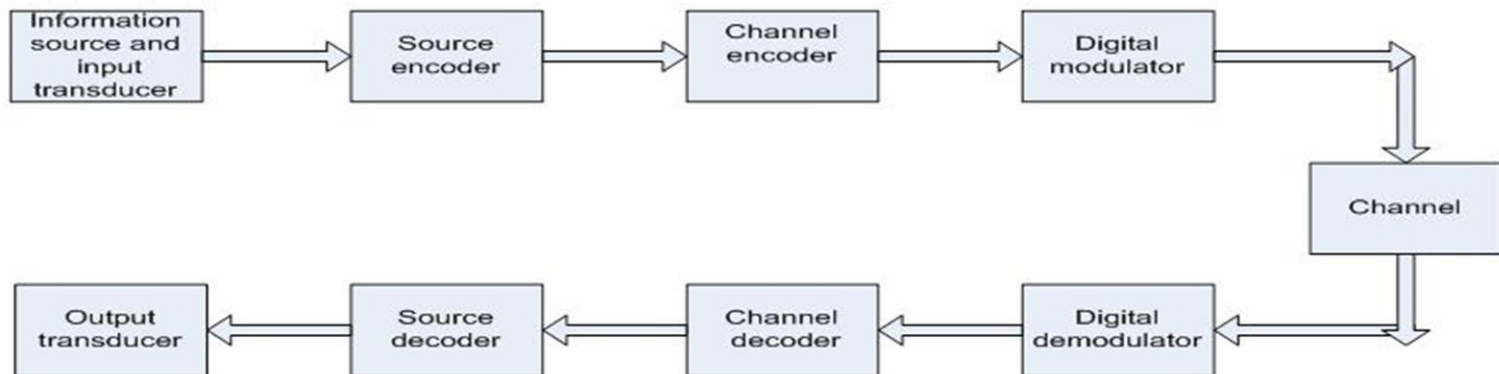 Information
source and
input
transducer
Source
encoder
Channel
encoder
Digital
modulator
Channel
Output
transducer
Source
decoder
Channel
decoder
Digital
demodulator